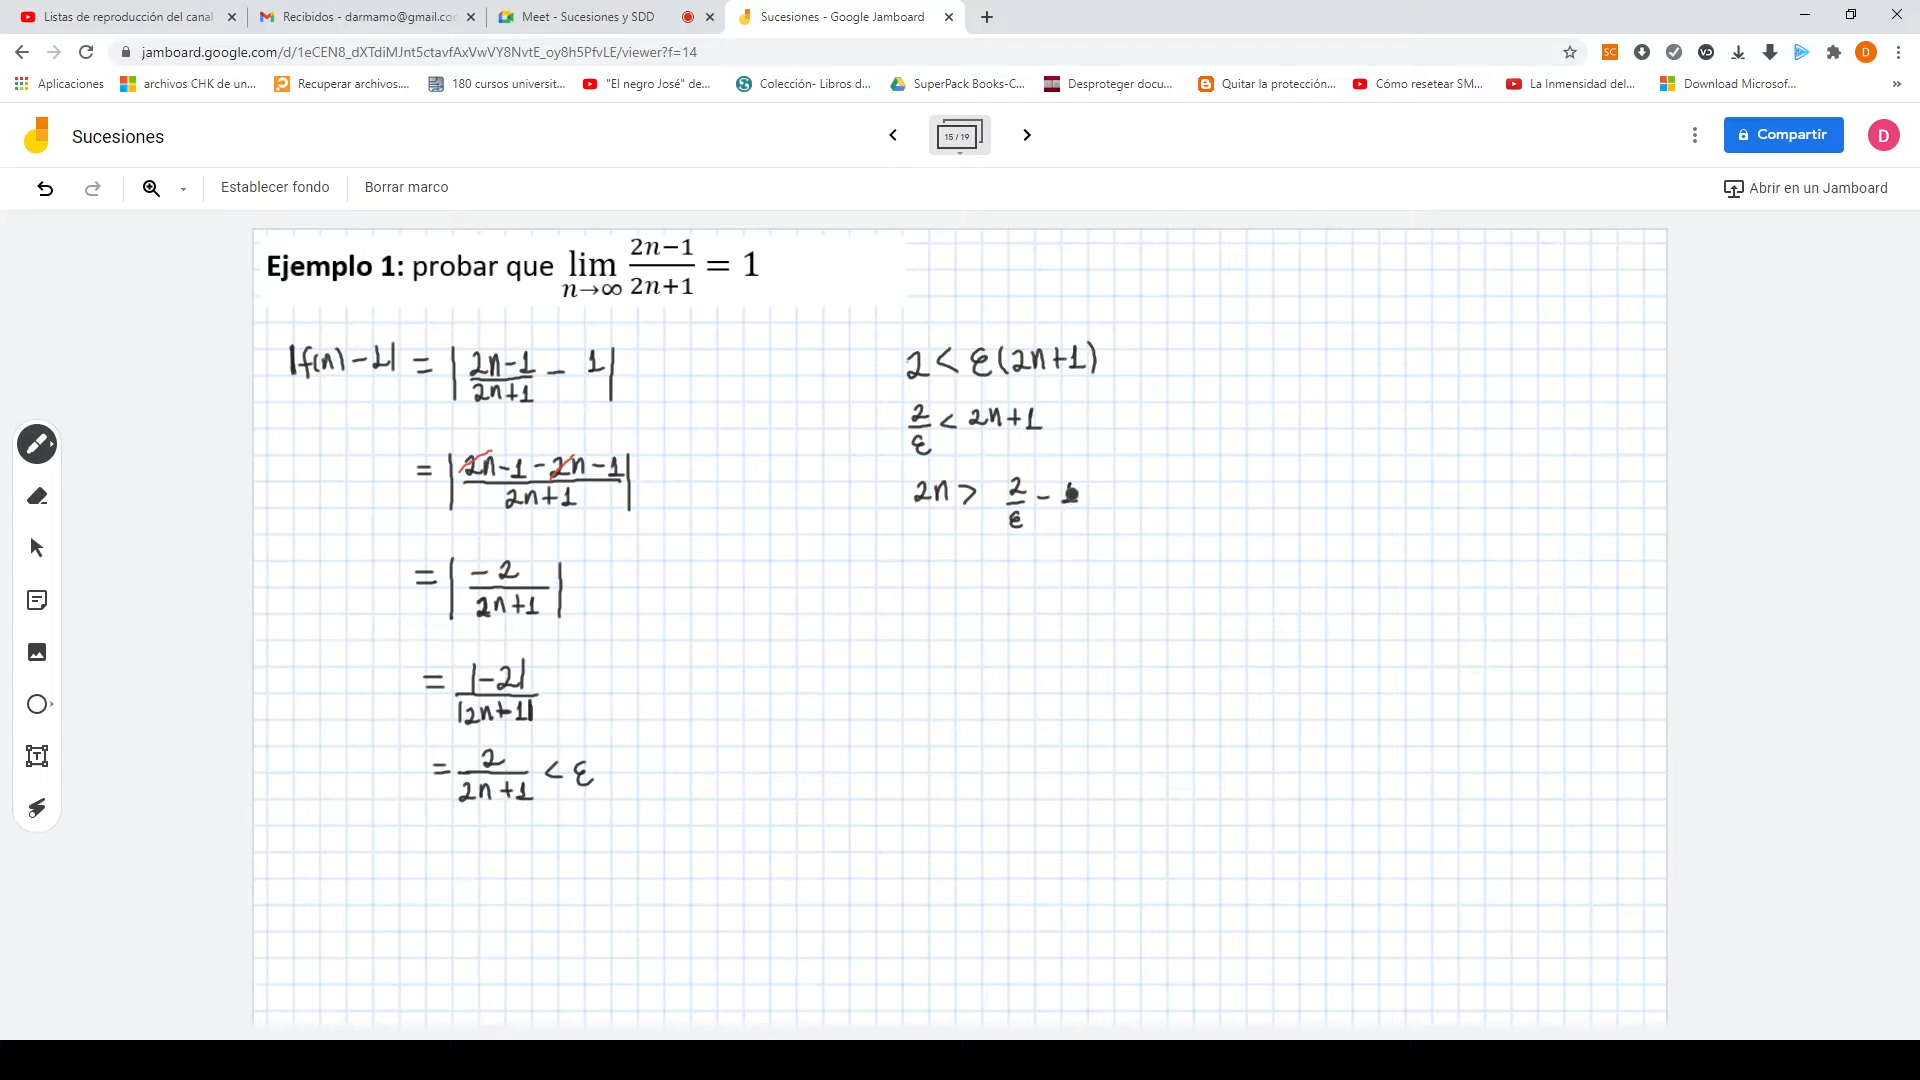 Listas de reproducción del canal
Recibidos - darmamo@gmail.com
Meet - Sucesiones y SDD
Sucesiones - Google Jamboard
jamboard.google.com/d/1eCEN8_dXTdiMJnt5ctavfAxVwVY8NvtE_oy8h5PfvLE/viewer?f=14
SC
D
Aplicaciones
archivos CHK de un...
Recuperar archivos....
180 cursos universit...
"El negro José" de...
Colección- Libros d...
SuperPack Books-C...
Desproteger docu...
Quitar la protección...
Cómo resetear SM...
La Inmensidad del...
Download Microsof...
»
Sucesiones
15 / 19
Compartir
D
Establecer fondo
Borrar marco
Abrir en un Jamboard
Ejemplo 1: probar que lim n→∞ (2n−1)/(2n+1) = 1
|f(n) - 1| = | (2n-1)/(2n+1) - 1 |
= | (2n-1-2n-1)/(2n+1) |
= | -2/(2n+1) |
= |-2|/|2n+1|
= 2/(2n+1) < ε
2 < ε(2n+1)
2/ε < 2n+1
2n > 2/ε - 1